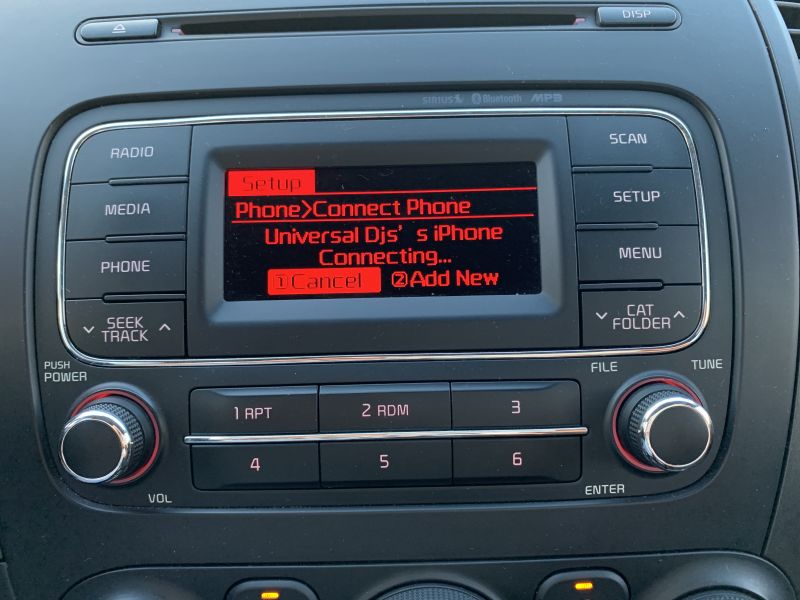 DISP
SIRIUS Bluetooth MP3
RADIO
MEDIA
PHONE
SEEK
TRACK
Setup
Phone>Connect Phone
Universal Djs' s iPhone
Connecting...
①Cancel ②Add New
SCAN
SETUP
MENU
CAT
FOLDER
PUSH
POWER
VOL
1 RPT
2 RDM
3
4
5
6
FILE
TUNE
ENTER